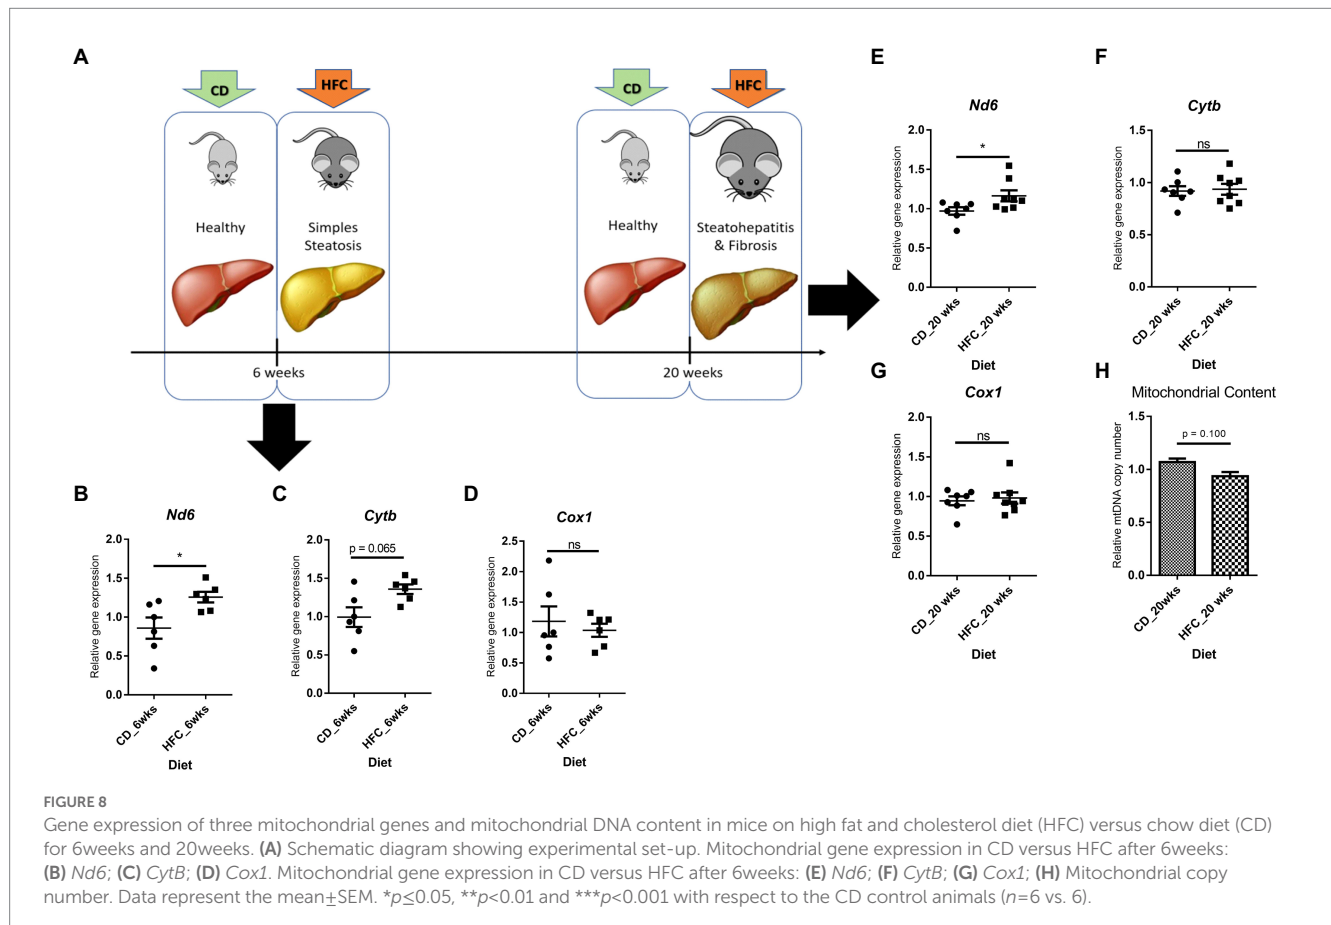 A
CD
HFC
CD
HFC
Healthy
Simples
Steatosis
Healthy
Steatohepatitis
& Fibrosis
6 weeks
20 weeks
B
Nd6
*
Relative gene expression
2.0
1.5
1.0
0.5
0.0
CD_6wks
HFC_6wks
Diet
C
Cytb
p = 0.065
Relative gene expression
2.0
1.5
1.0
0.5
0.0
CD_6wks
HFC_6wks
Diet
D
Cox1
ns
Relative gene expression
2.5
2.0
1.5
1.0
0.5
0.0
CD_6wks
HFC_6wks
Diet
E
Nd6
*
Relative gene expression
2.0
1.5
1.0
0.5
0.0
CD_20 wks
HFC_20 wks
Diet
F
Cytb
ns
Relative gene expression
1.5
1.0
0.5
0.0
CD_20 wks
HFC_20 wks
Diet
G
Cox1
ns
Relative gene expression
2.0
1.5
1.0
0.5
0.0
CD_20 wks
HFC_20 wks
Diet
H
Mitochondrial Content
p = 0.100
Relative mtDNA copy number
1.5
1.0
0.5
0.0
CD_20wks
HFC_20 wks
Diet
FIGURE 8
Gene expression of three mitochondrial genes and mitochondrial DNA content in mice on high fat and cholesterol diet (HFC) versus chow diet (CD)
for 6weeks and 20weeks. (A) Schematic diagram showing experimental set-up. Mitochondrial gene expression in CD versus HFC after 6weeks:
(B) Nd6; (C) CytB; (D) Cox1. Mitochondrial gene expression in CD versus HFC after 6weeks: (E) Nd6; (F) CytB; (G) Cox1; (H) Mitochondrial copy
number. Data represent the mean±SEM. *p≤0.05, **p<0.01 and ***p<0.001 with respect to the CD control animals (n=6 vs. 6).